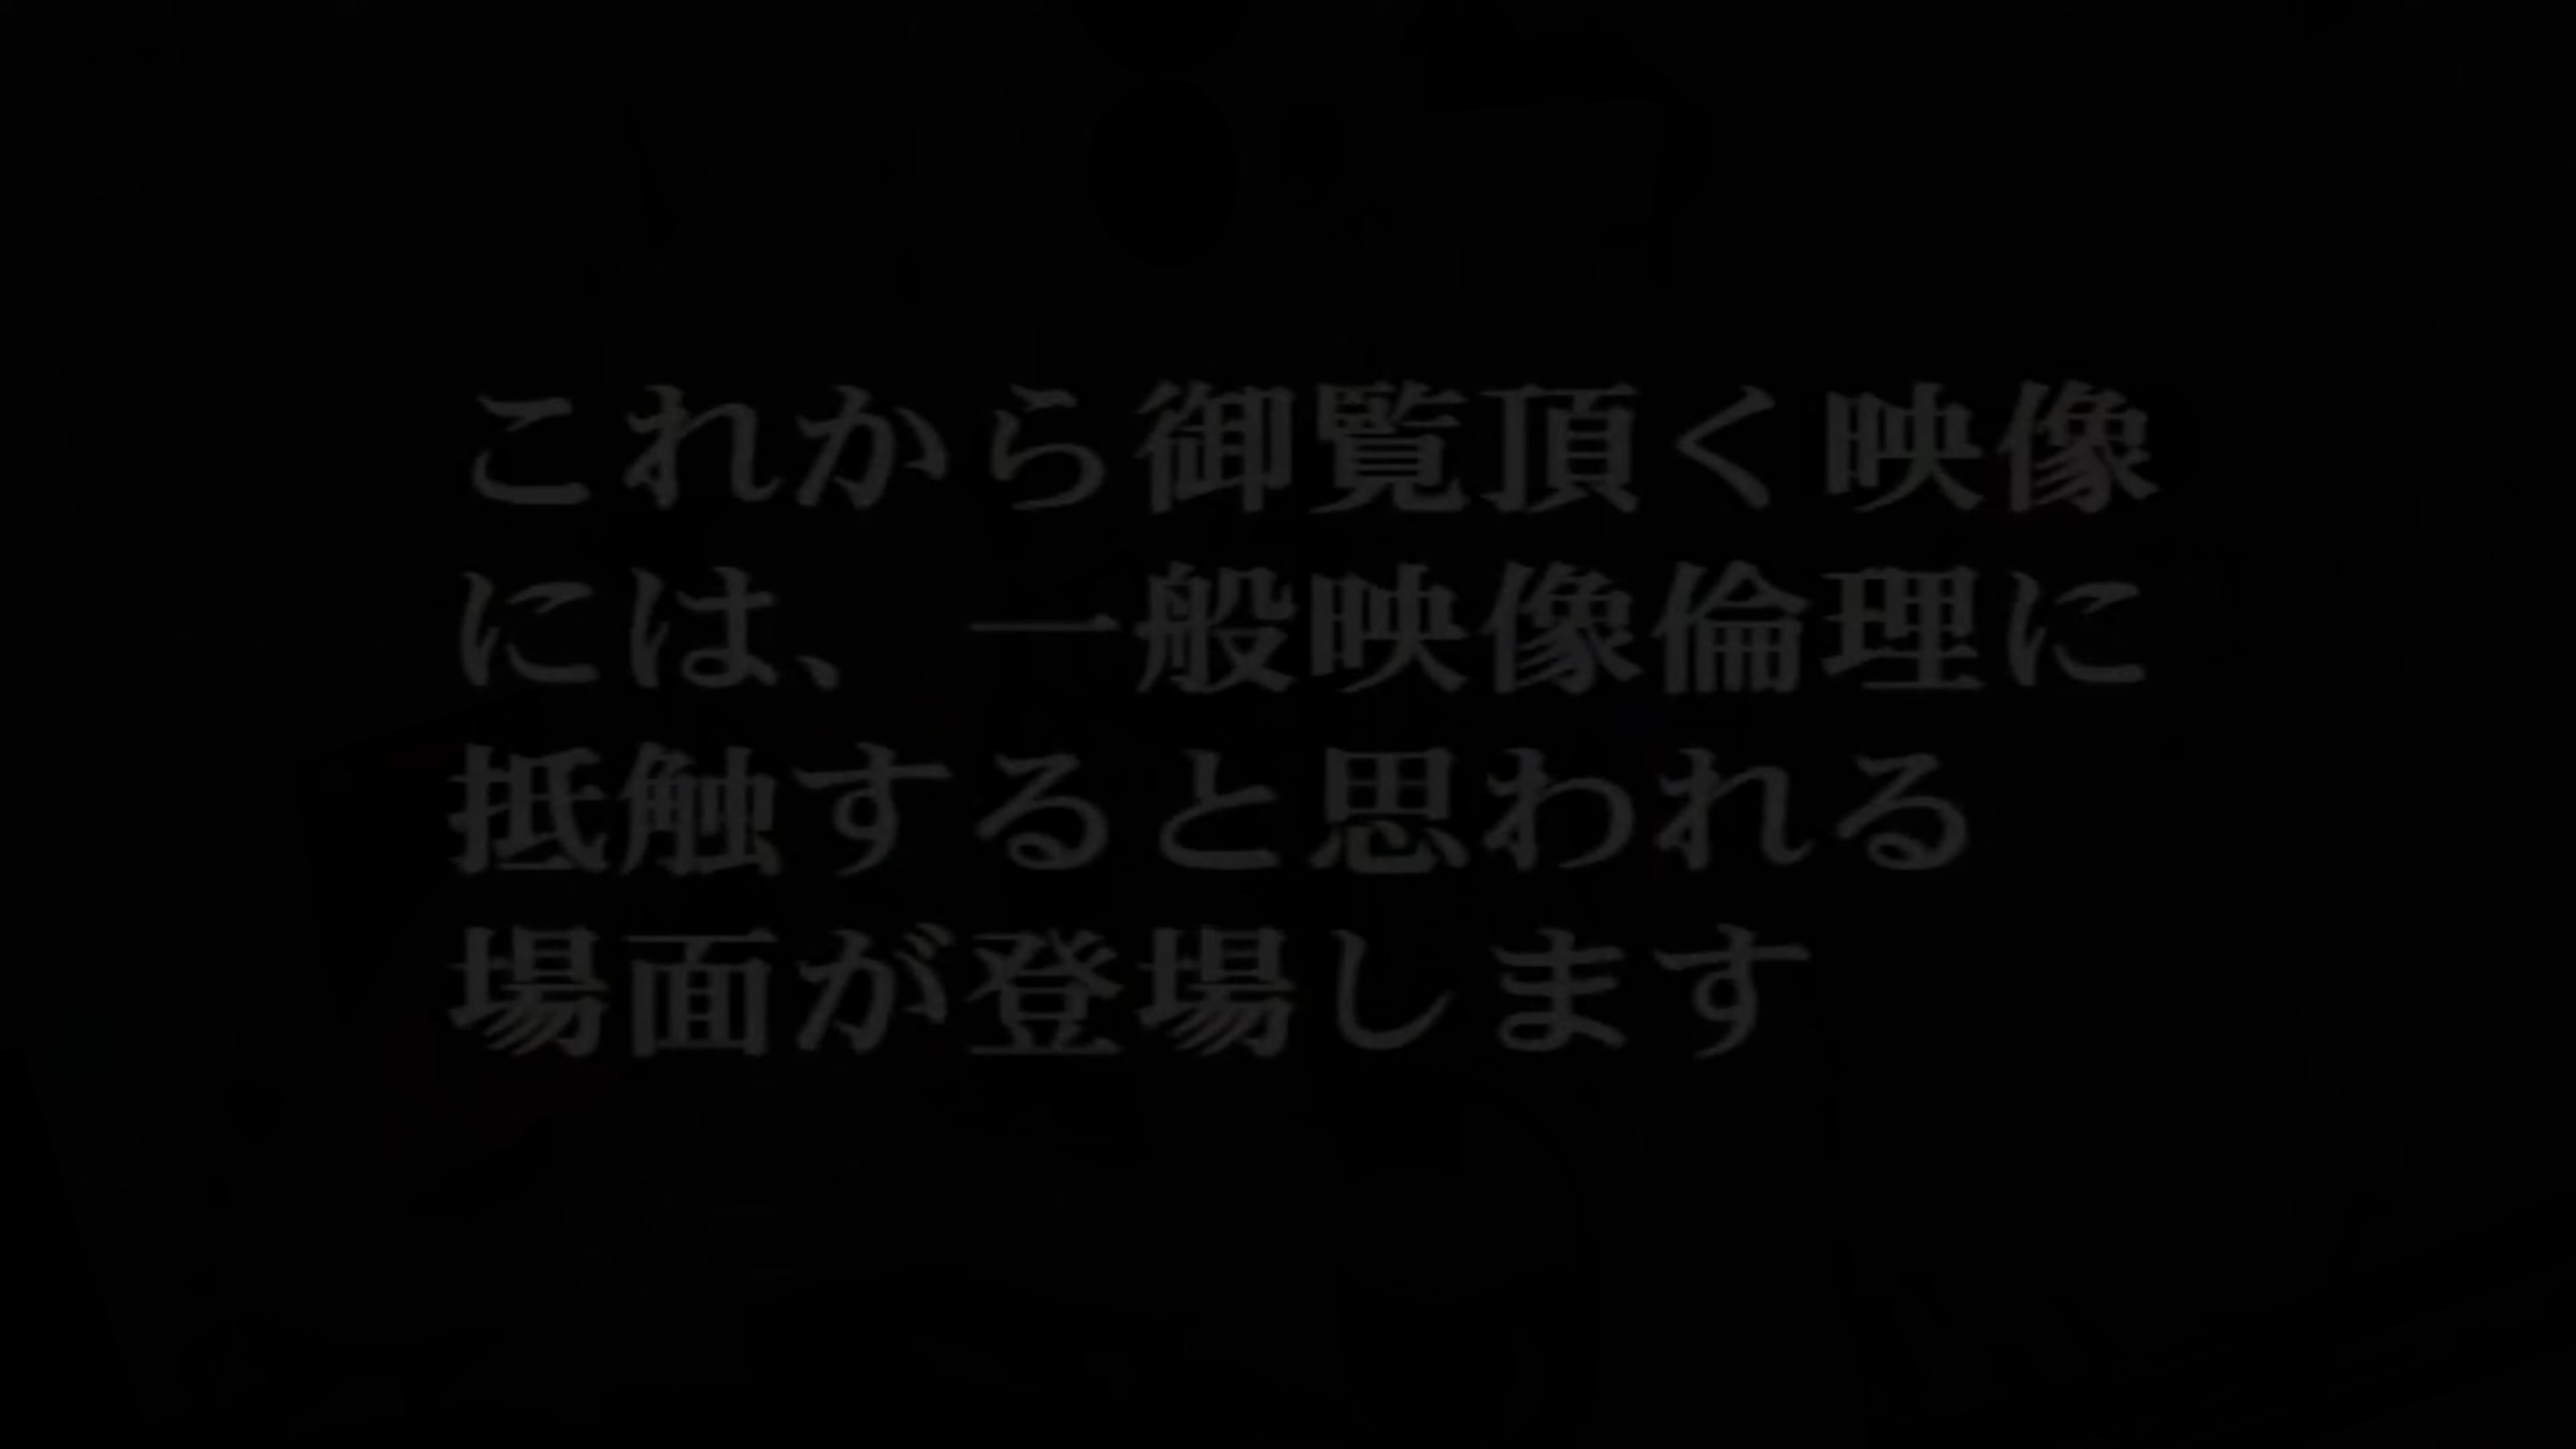 これから御覧頂く映像
には、一般映像倫理に
抵触すると思われる
場面が登場します